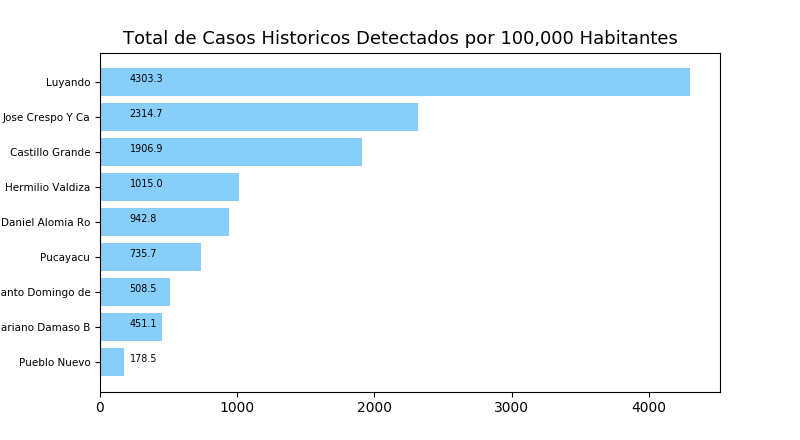 Total de Casos Historicos Detectados por 100,000 Habitantes
Luyando 4303.3
Jose Crespo Y Ca 2314.7
Castillo Grande 1906.9
Hermilio Valdiza 1015.0
Daniel Alomia Ro 942.8
Pucayacu 735.7
anto Domingo de 508.5
ariano Damaso B 451.1
Pueblo Nuevo 178.5
0 1000 2000 3000 4000